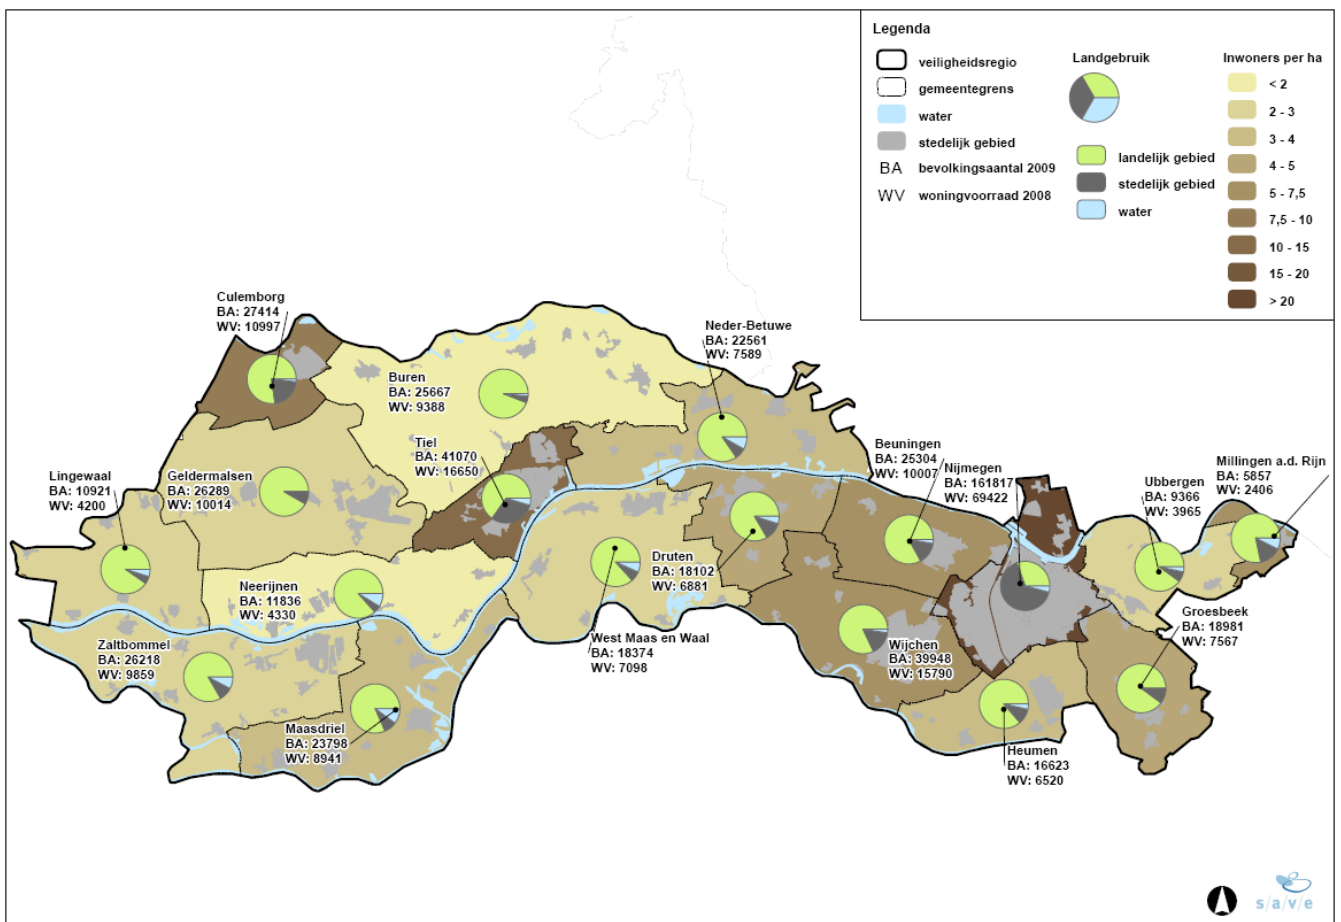 Legenda
veiligheidsregio
gemeentegrens
water
stedelijk gebied
BA bevolkingsaantal 2009
WV woningvoorraad 2008
Landgebruik
landelijk gebied
stedelijk gebied
water
Inwoners per ha
< 2
2 - 3
3 - 4
4 - 5
5 - 7,5
7,5 - 10
10 - 15
15 - 20
> 20
Culemborg
BA: 27414
WV: 10997
Neder-Betuwe
BA: 22561
WV: 7589
Buren
BA: 25667
WV: 9388
Tiel
BA: 41070
WV: 16650
Beuningen
BA: 25304
WV: 10007
Nijmegen
BA: 161817
WV: 69422
Millingen a.d. Rijn
BA: 5857
WV: 2406
Ubbergen
BA: 9366
WV: 3965
Lingewaal
BA: 10921
WV: 4200
Geldermalsen
BA: 26289
WV: 10014
Druten
BA: 18102
WV: 6881
Neerijnen
BA: 11836
WV: 4330
Groesbeek
BA: 18981
WV: 7567
West Maas en Waal
BA: 18374
WV: 7098
Wijchen
BA: 39948
WV: 15790
Zaltbommel
BA: 26218
WV: 9859
Maasdriel
BA: 23798
WV: 8941
Heumen
BA: 16623
WV: 6520
s/a/v/e